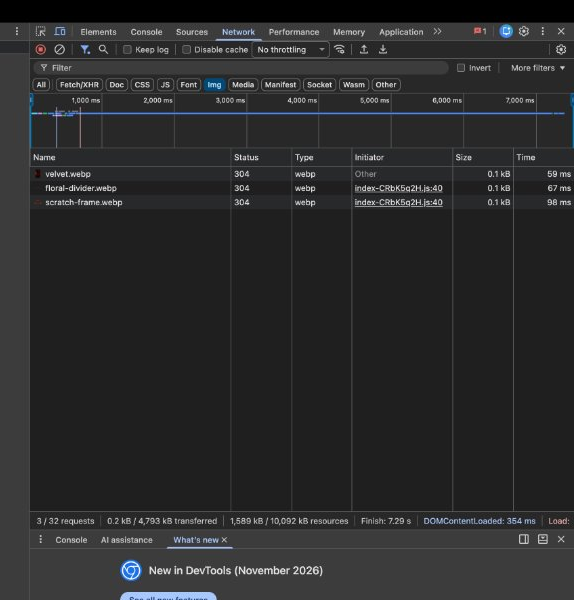 Elements Console Sources Network Performance Memory Application 1
Keep log Disable cache No throttling
Filter Invert More filters
All Fetch/XHR Doc CSS JS Font Img Media Manifest Socket Wasm Other
1,000 ms 2,000 ms 3,000 ms 4,000 ms 5,000 ms 6,000 ms 7,000 ms
Name Status Type Initiator Size Time
velvet.webp 304 webp Other 0.1 kB 59 ms
floral-divider.webp 304 webp index-CRbK5q2H.js:40 0.1 kB 67 ms
scratch-frame.webp 304 webp index-CRbK5q2H.js:40 0.1 kB 98 ms
3 / 32 requests 0.2 kB / 4,793 kB transferred 1,589 kB / 10,092 kB resources Finish: 7.29 s DOMContentLoaded: 354 ms Load:
Console AI assistance What's new
New in DevTools (November 2026)
See all new features